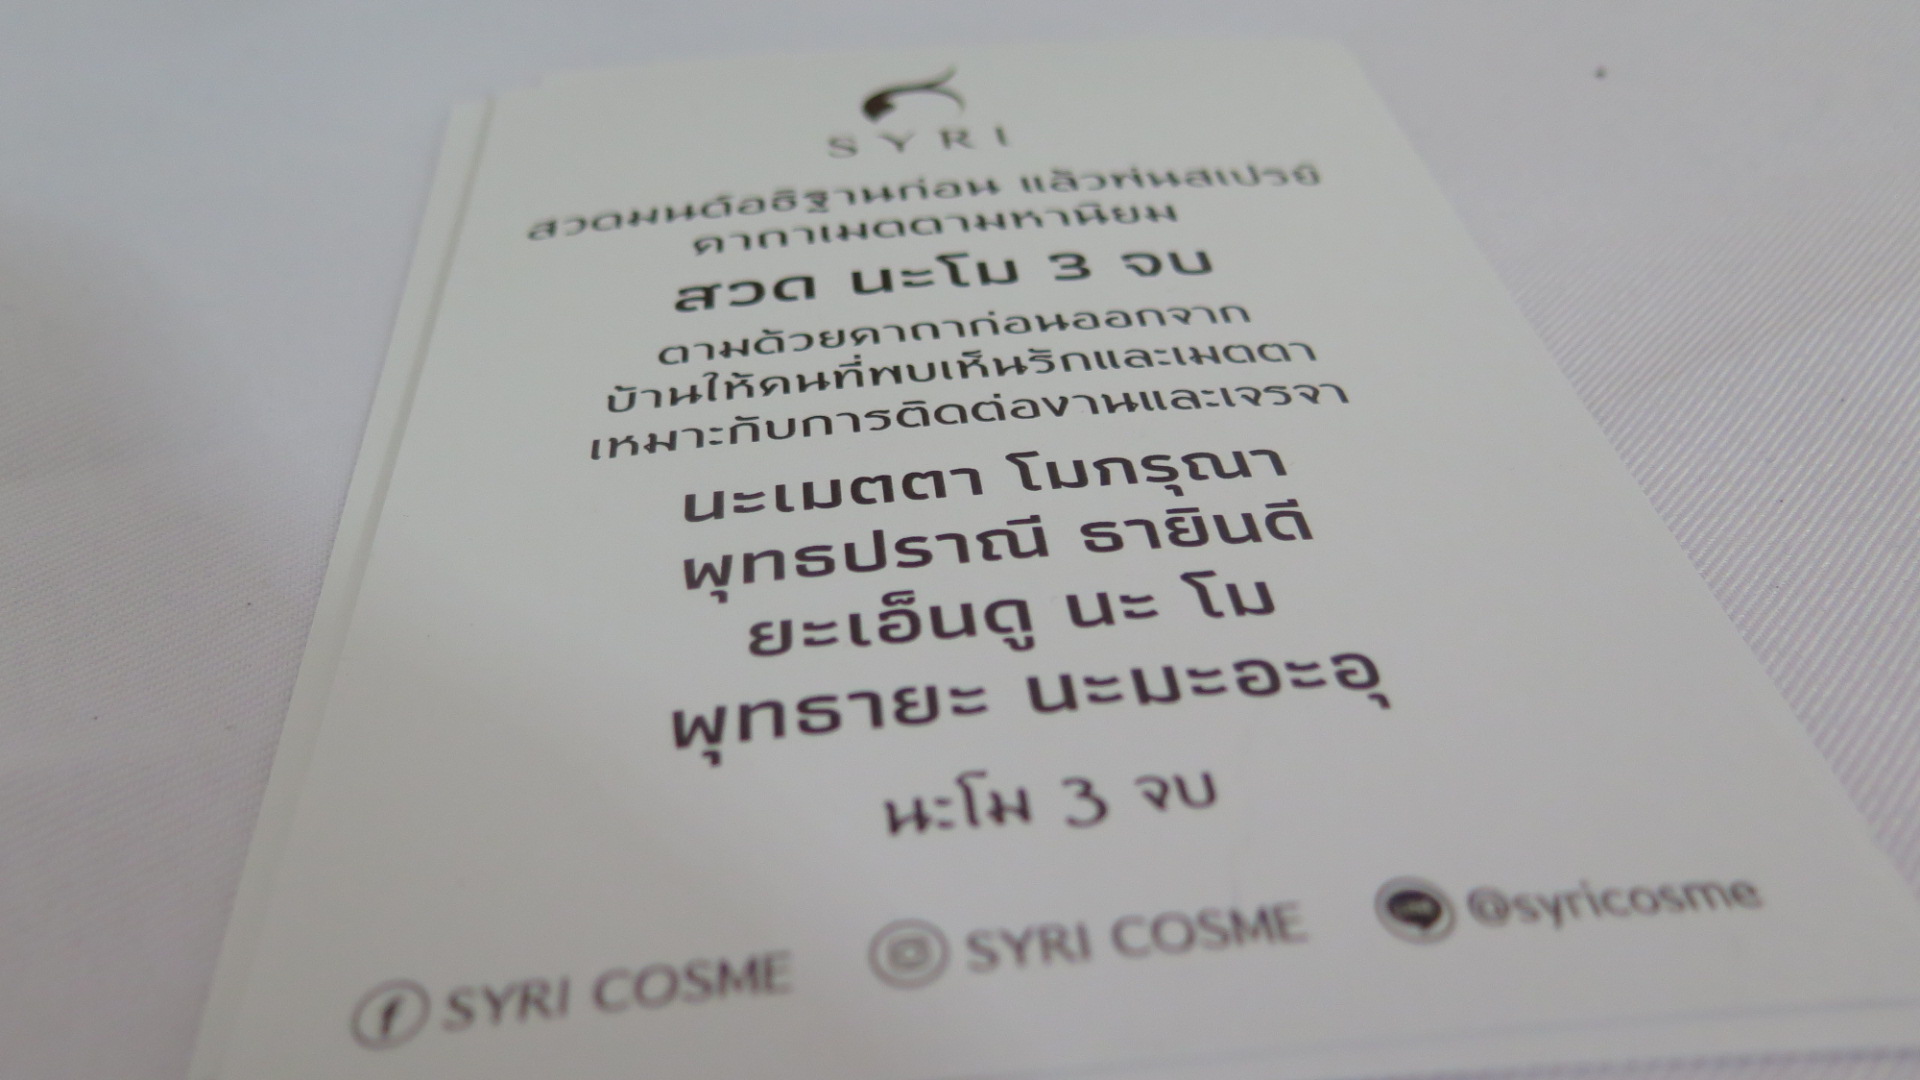 SYRI
สวดมนต์อธิฐานก่อน แล้วพ่นสเปรย์
คาถาเมตตามหานิยม
สวด นะโม 3 จบ
ตามด้วยคาถาก่อนออกจาก
บ้านให้คนที่พบเห็นรักและเมตตา
เหมาะกับการติดต่องานและเจรจา
นะเมตตา โมกรุณา
พุทธปราณี ธายินดี
ยะเอ็นดู นะ โม
พุทธายะ นะมะอะอุ
นะโม 3 จบ
SYRI COSME SYRI COSME @syricosme